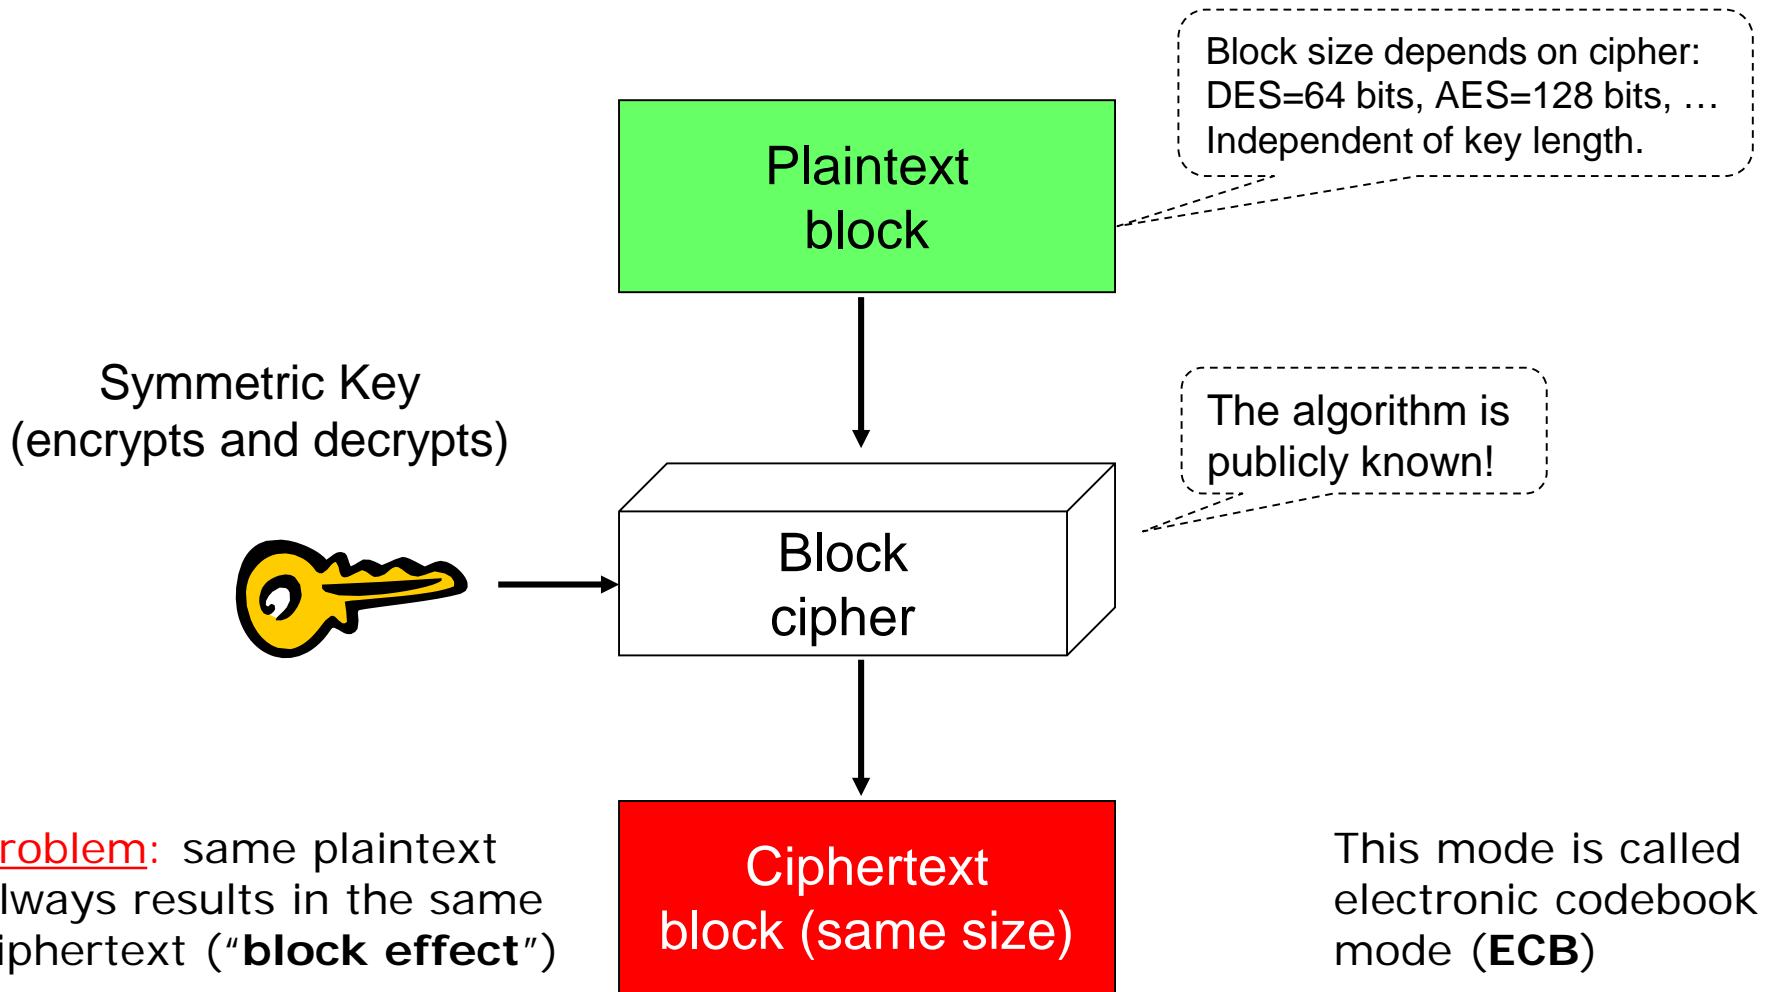 Block size depends on cipher:
DES=64 bits, AES=128 bits, …
Independent of key length.
Plaintext
block
Symmetric Key
(encrypts and decrypts)
The algorithm is
publicly known!
Block
cipher
roblem: same plaintext
lways results in the same
iphertext (“block effect”)
Ciphertext
block (same size)
This mode is called
electronic codebook
mode (ECB)